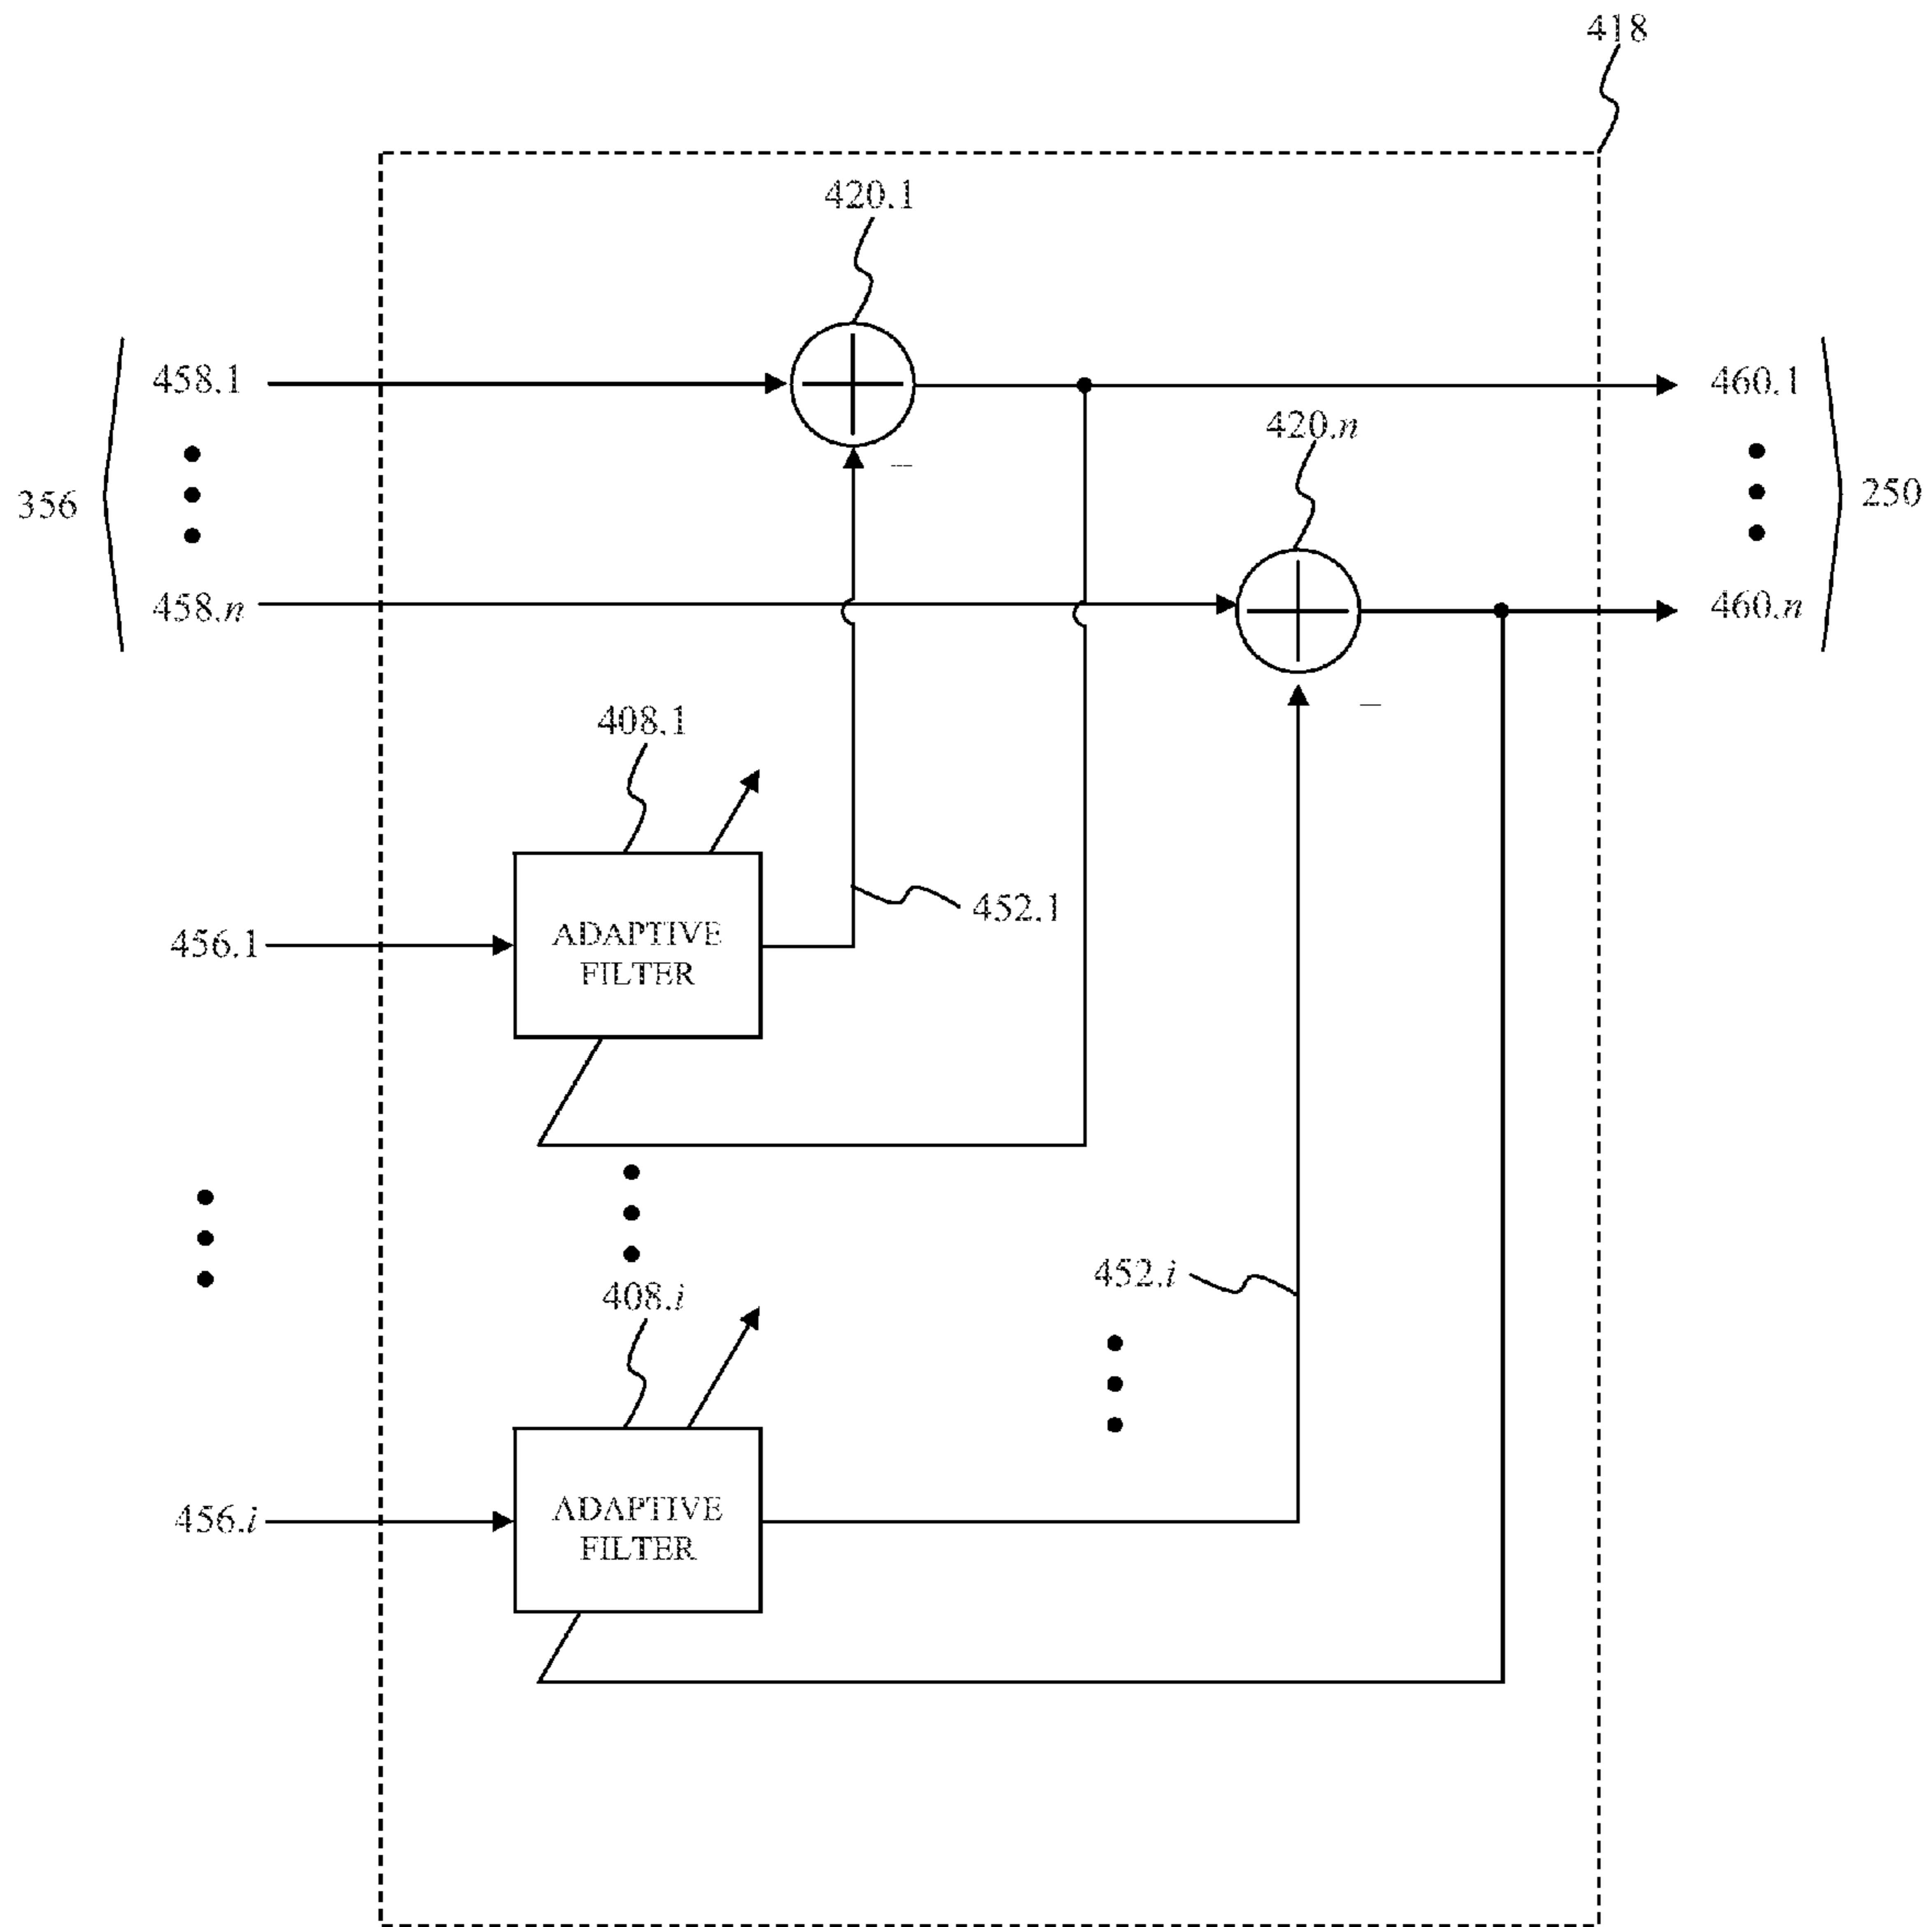 418
420.1
458.1
460.1
420.n
356
250
458.n
460.n
408.1
452.1
456.1
ADAPTIVE
FILTER
452.i
408.i
456.i
ADAPTIVE
FILTER